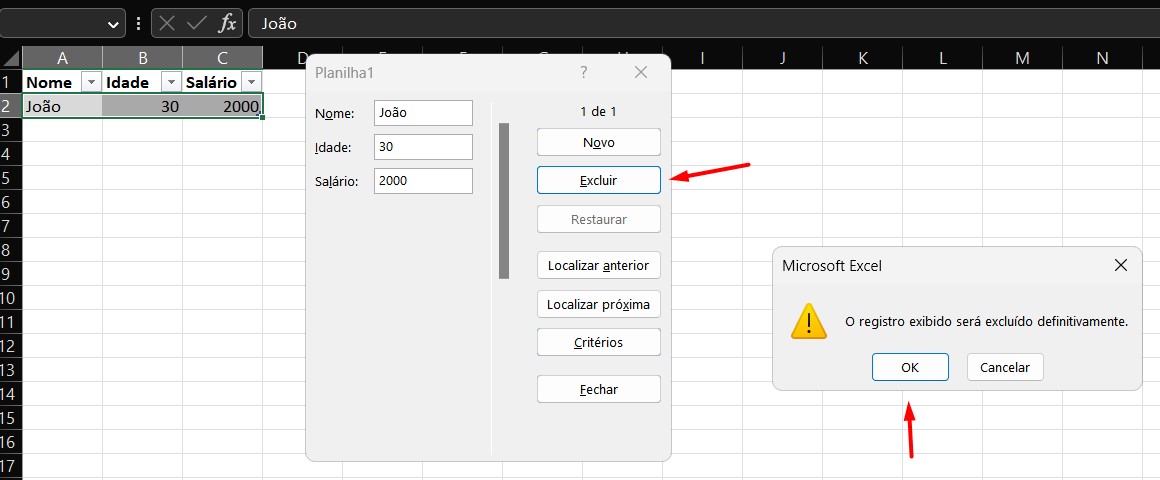 fx João
A B C D E F G H I J K L M N
1 Nome Idade Salário
2 João 30 2000
3
4
5
6
7
8
9
10
11
12
13
14
15
16
17
Planilha1 ?
Nome: João
Idade: 30
Salário: 2000
1 de 1
Novo
Excluir
Restaurar
Localizar anterior
Localizar próxima
Critérios
Fechar
Microsoft Excel
O registro exibido será excluído definitivamente.
OK Cancelar